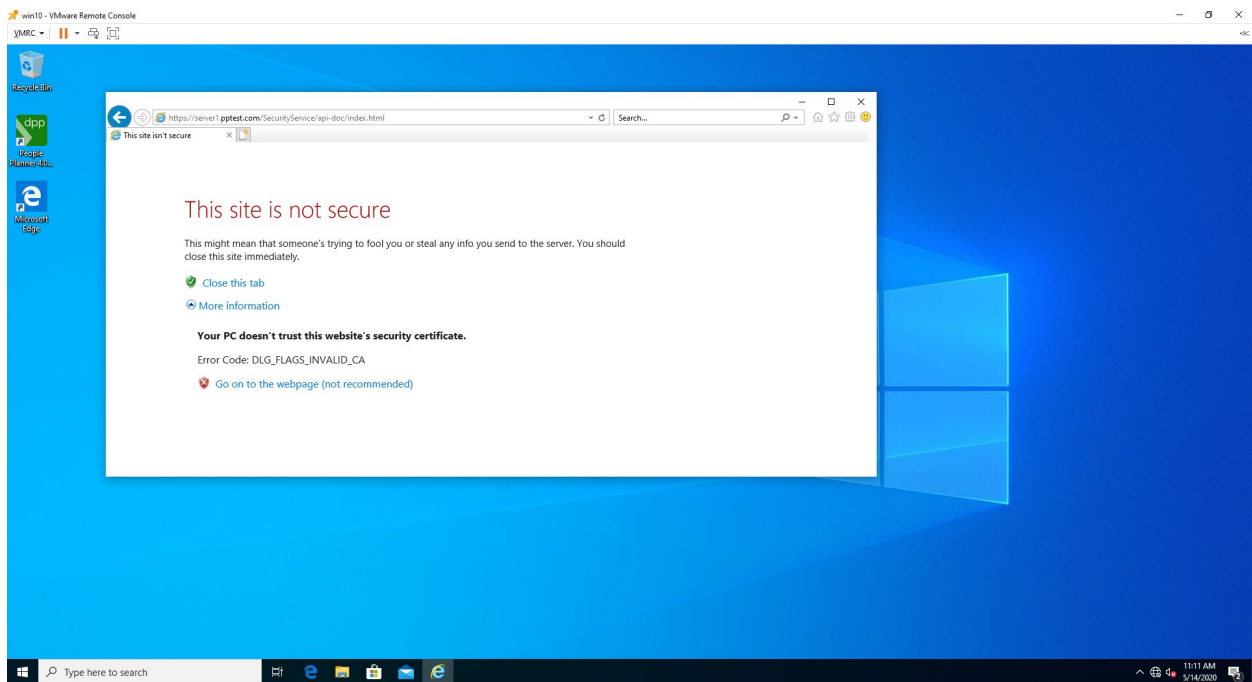 win10 - VMware Remote Console
VMRC
Recycle Bin
https://server1.pptest.com/SecurityService/api-doc/index.html
Search...
This site isn't secure
dpp
People
Planner 4.0...
This site is not secure
This might mean that someone's trying to fool you or steal any info you send to the server. You should
close this site immediately.
Close this tab
More information
Your PC doesn't trust this website's security certificate.
Error Code: DLG_FLAGS_INVALID_CA
Go on to the webpage (not recommended)
Microsoft
Edge
Type here to search
11:11 AM
5/14/2020
2